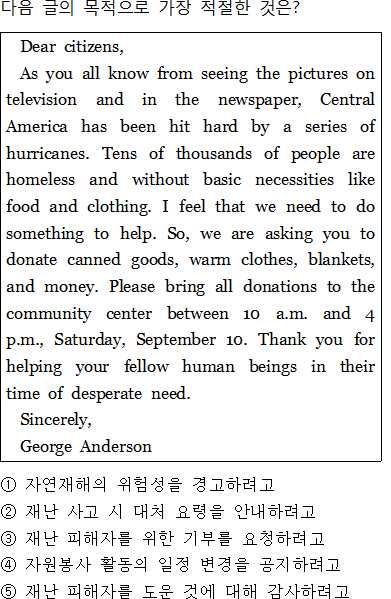 다음 글의 목적으로 가장 적절한 것은?
Dear citizens,
As you all know from seeing the pictures on
television and in the newspaper, Central
America has been hit hard by a series of
hurricanes. Tens of thousands of people are
homeless and without basic necessities like
food and clothing. I feel that we need to do
something to help. So, we are asking you to
donate canned goods, warm clothes, blankets,
and money. Please bring all donations to the
community center between 10 a.m. and 4
p.m., Saturday, September 10. Thank you for
helping your fellow human beings in their
time of desperate need.
Sincerely,
George Anderson
① 자연재해의 위험성을 경고하려고
② 재난 사고 시 대처 요령을 안내하려고
③ 재난 피해자를 위한 기부를 요청하려고
④ 자원봉사 활동의 일정 변경을 공지하려고
⑤ 재난 피해자를 도운 것에 대해 감사하려고